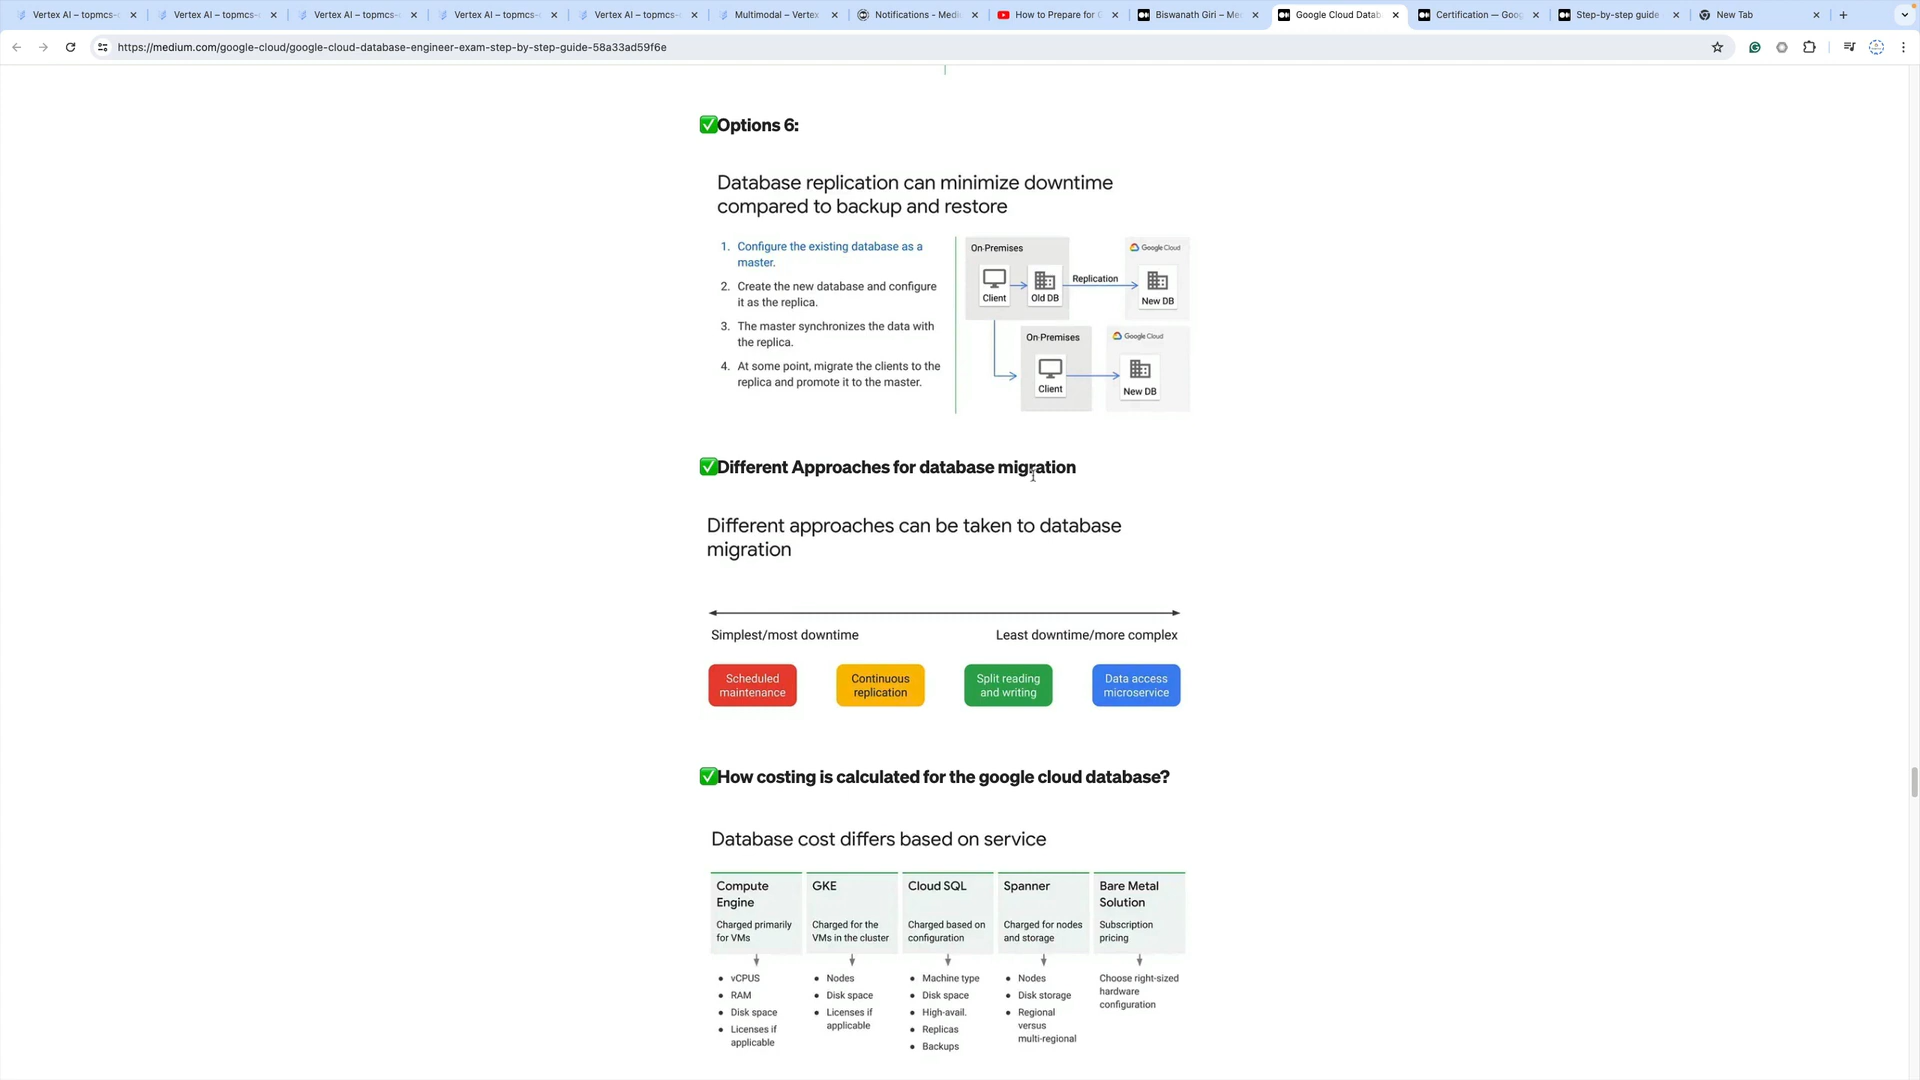 Vertex AI – topmcs-
Vertex AI – topmcs-
Vertex AI – topmcs-
Vertex AI – topmcs-
Vertex AI – topmcs-
Multimodal – Vertex
Notifications - Medi
How to Prepare for
Biswanath Giri – Me
Google Cloud Datab
Certification — Goo
Step-by-step guide
New Tab
https://medium.com/google-cloud/google-cloud-database-engineer-exam-step-by-step-guide-58a33ad59f6e
✅Options 6:
Database replication can minimize downtime
compared to backup and restore
1. Configure the existing database as a
master.
2. Create the new database and configure
it as the replica.
3. The master synchronizes the data with
the replica.
4. At some point, migrate the clients to the
replica and promote it to the master.
On-Premises
Google Cloud
Client
Old DB
Replication
New DB
On-Premises
Google Cloud
Client
New DB
✅Different Approaches for database migration
Different approaches can be taken to database
migration
Simplest/most downtime
Least downtime/more complex
Scheduled
maintenance
Continuous
replication
Split reading
and writing
Data access
microservice
✅How costing is calculated for the google cloud database?
Database cost differs based on service
Compute
Engine
Charged primarily
for VMs
• vCPUS
• RAM
• Disk space
• Licenses if
applicable
GKE
Charged for the
VMs in the cluster
• Nodes
• Disk space
• Licenses if
applicable
Cloud SQL
Charged based on
configuration
• Machine type
• Disk space
• High-avail.
• Replicas
• Backups
Spanner
Charged for nodes
and storage
• Nodes
• Disk storage
• Regional
versus
multi-regional
Bare Metal
Solution
Subscription
pricing
Choose right-sized
hardware
configuration